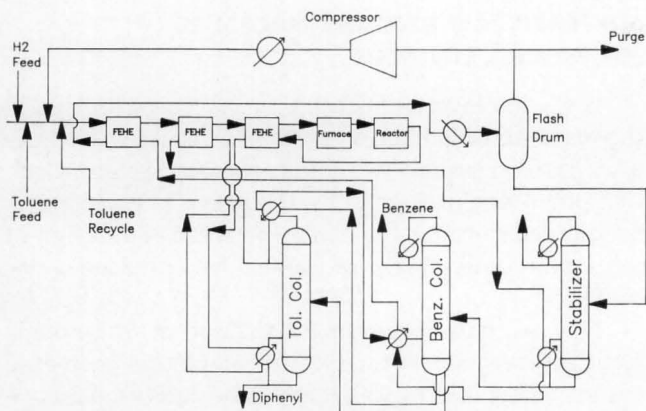 Compressor
H2
Feed
Purge
FEHE
FEHE
FEHE
Furnace
Reactor
Flash
Drum
Toluene
Feed
Toluene
Recycle
Benzene
Tol. Col.
Benz. Col.
Stabilizer
Diphenyl